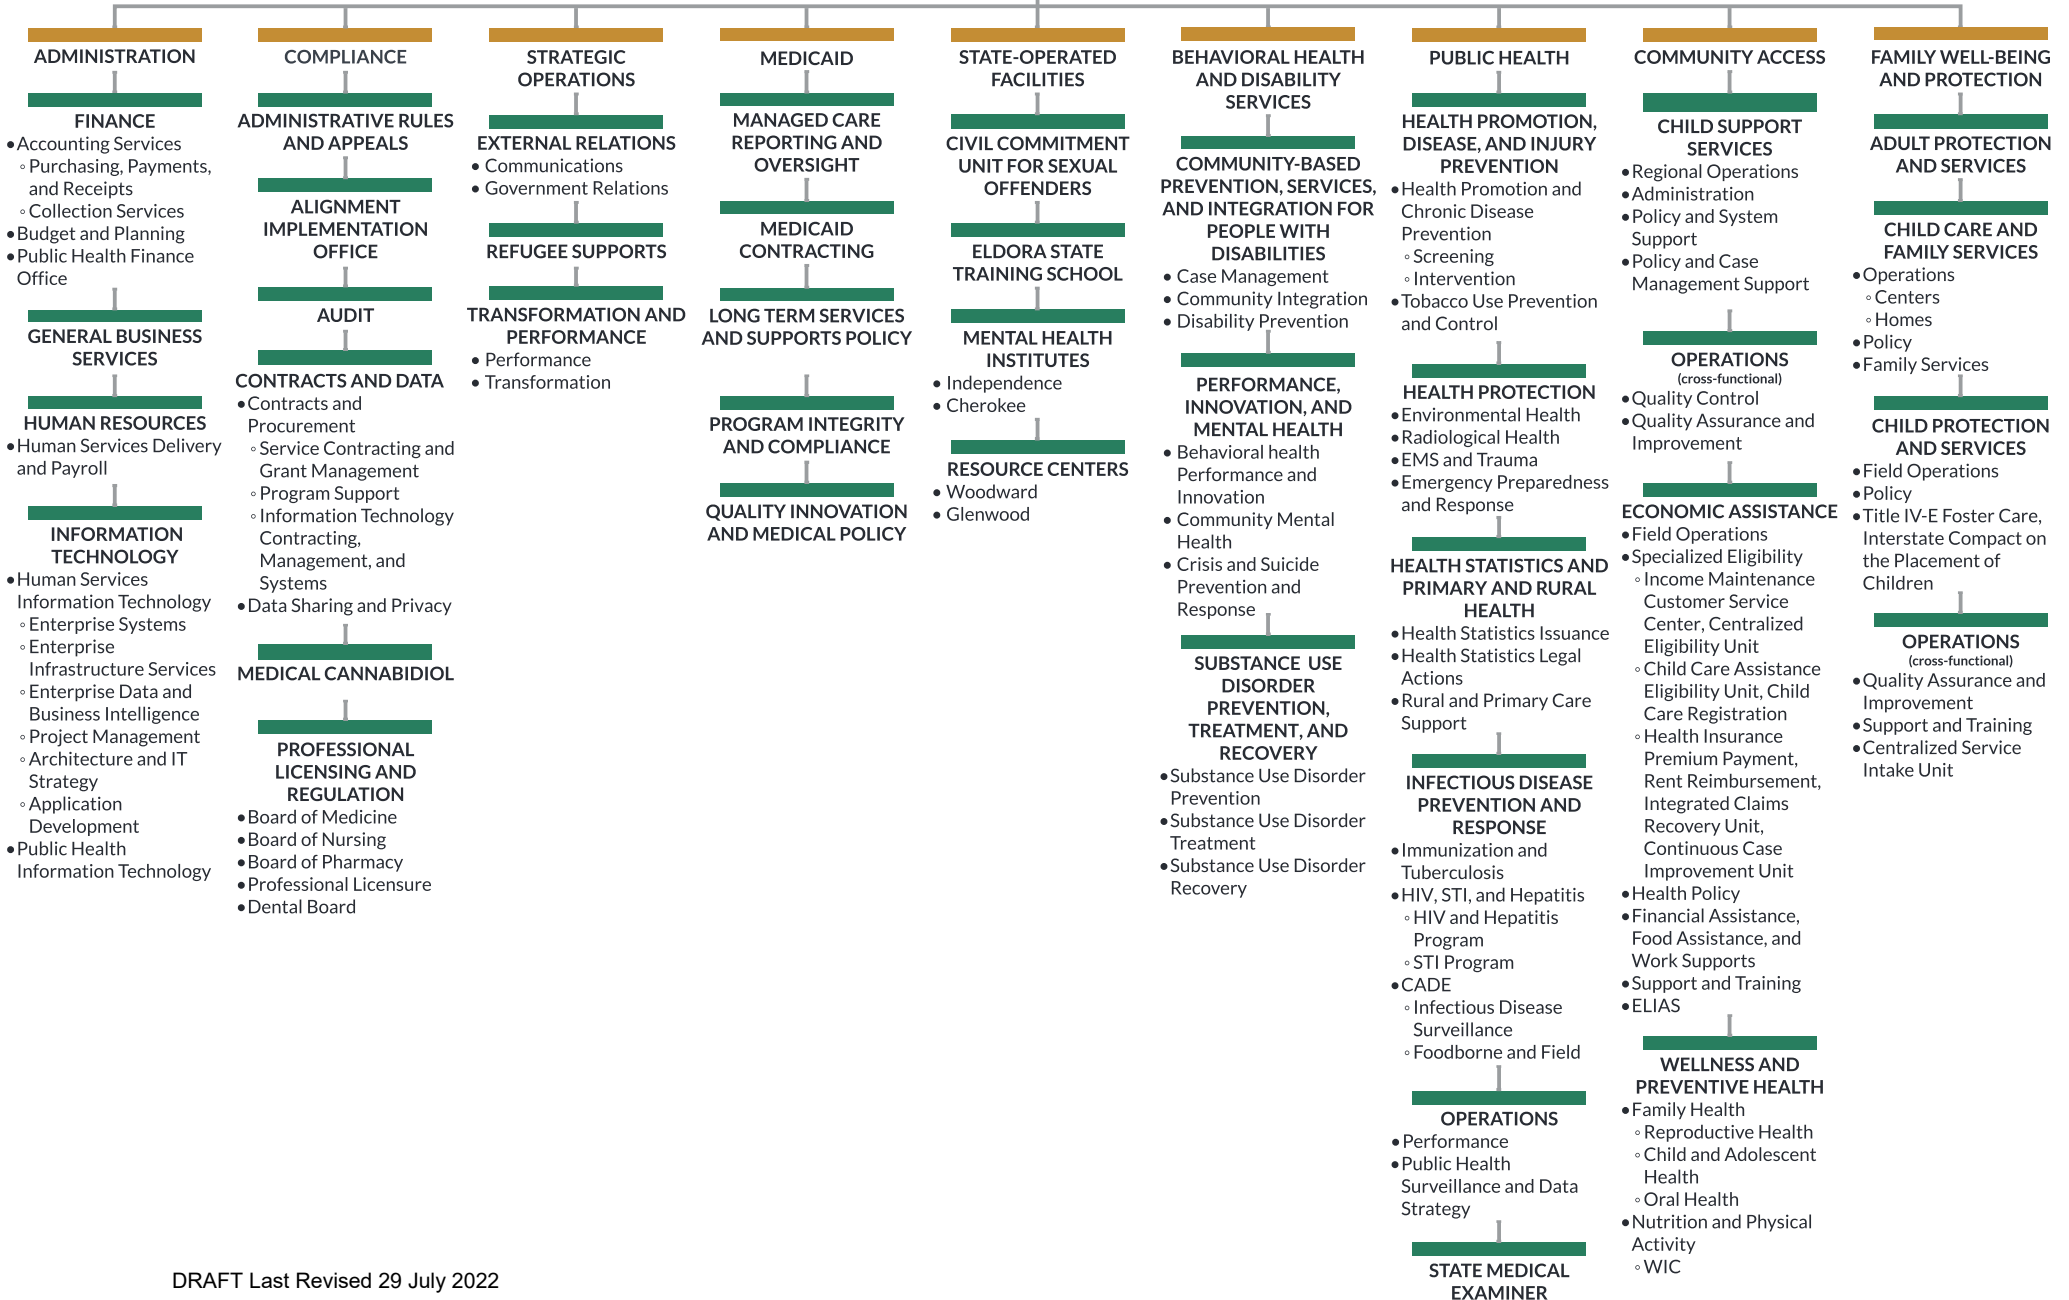 ADMINISTRATION
FINANCE
•Accounting Services
◦Purchasing, Payments,
and Receipts
◦Collection Services
•Budget and Planning
•Public Health Finance
Office
GENERAL BUSINESS
SERVICES
HUMAN RESOURCES
•Human Services Delivery
and Payroll
INFORMATION
TECHNOLOGY
•Human Services
Information Technology
◦Enterprise Systems
◦Enterprise
Infrastructure Services
◦Enterprise Data and
Business Intelligence
◦Project Management
◦Architecture and IT
Strategy
◦Application
Development
•Public Health
Information Technology
COMPLIANCE
ADMINISTRATIVE RULES
AND APPEALS
ALIGNMENT
IMPLEMENTATION
OFFICE
AUDIT
CONTRACTS AND DATA
•Contracts and
Procurement
◦Service Contracting and
Grant Management
◦Program Support
◦Information Technology
Contracting,
Management, and
Systems
•Data Sharing and Privacy
MEDICAL CANNABIDIOL
PROFESSIONAL
LICENSING AND
REGULATION
•Board of Medicine
•Board of Nursing
•Board of Pharmacy
•Professional Licensure
•Dental Board
STRATEGIC
OPERATIONS
EXTERNAL RELATIONS
• Communications
• Government Relations
REFUGEE SUPPORTS
TRANSFORMATION AND
PERFORMANCE
• Performance
• Transformation
MEDICAID
MANAGED CARE
REPORTING AND
OVERSIGHT
MEDICAID
CONTRACTING
LONG TERM SERVICES
AND SUPPORTS POLICY
PROGRAM INTEGRITY
AND COMPLIANCE
QUALITY INNOVATION
AND MEDICAL POLICY
STATE-OPERATED
FACILITIES
CIVIL COMMITMENT
UNIT FOR SEXUAL
OFFENDERS
ELDORA STATE
TRAINING SCHOOL
MENTAL HEALTH
INSTITUTES
• Independence
• Cherokee
RESOURCE CENTERS
• Woodward
• Glenwood
BEHAVIORAL HEALTH
AND DISABILITY
SERVICES
COMMUNITY-BASED
PREVENTION, SERVICES,
AND INTEGRATION FOR
PEOPLE WITH
DISABILITIES
• Case Management
• Community Integration
• Disability Prevention
PERFORMANCE,
INNOVATION, AND
MENTAL HEALTH
• Behavioral health
Performance and
Innovation
• Community Mental
Health
• Crisis and Suicide
Prevention and
Response
SUBSTANCE USE
DISORDER
PREVENTION,
TREATMENT, AND
RECOVERY
•Substance Use Disorder
Prevention
•Substance Use Disorder
Treatment
•Substance Use Disorder
Recovery
PUBLIC HEALTH
HEALTH PROMOTION,
DISEASE, AND INJURY
PREVENTION
•Health Promotion and
Chronic Disease
Prevention
◦Screening
◦Intervention
•Tobacco Use Prevention
and Control
HEALTH PROTECTION
•Environmental Health
•Radiological Health
•EMS and Trauma
•Emergency Preparedness
and Response
HEALTH STATISTICS AND
PRIMARY AND RURAL
HEALTH
•Health Statistics Issuance
•Health Statistics Legal
Actions
•Rural and Primary Care
Support
INFECTIOUS DISEASE
PREVENTION AND
RESPONSE
•Immunization and
Tuberculosis
•HIV, STI, and Hepatitis
◦HIV and Hepatitis
Program
◦STI Program
•CADE
◦Infectious Disease
Surveillance
◦Foodborne and Field
OPERATIONS
•Performance
•Public Health
Surveillance and Data
Strategy
STATE MEDICAL
EXAMINER
COMMUNITY ACCESS
CHILD SUPPORT
SERVICES
•Regional Operations
•Administration
•Policy and System
Support
•Policy and Case
Management Support
OPERATIONS
(cross-functional)
•Quality Control
•Quality Assurance and
Improvement
ECONOMIC ASSISTANCE
•Field Operations
•Specialized Eligibility
◦Income Maintenance
Customer Service
Center, Centralized
Eligibility Unit
◦Child Care Assistance
Eligibility Unit, Child
Care Registration
◦Health Insurance
Premium Payment,
Rent Reimbursement,
Integrated Claims
Recovery Unit,
Continuous Case
Improvement Unit
•Health Policy
•Financial Assistance,
Food Assistance, and
Work Supports
•Support and Training
•ELIAS
WELLNESS AND
PREVENTIVE HEALTH
•Family Health
◦Reproductive Health
◦Child and Adolescent
Health
◦Oral Health
•Nutrition and Physical
Activity
◦WIC
FAMILY WELL-BEING
AND PROTECTION
ADULT PROTECTION
AND SERVICES
CHILD CARE AND
FAMILY SERVICES
•Operations
◦Centers
◦Homes
•Policy
•Family Services
CHILD PROTECTION
AND SERVICES
•Field Operations
•Policy
•Title IV-E Foster Care,
Interstate Compact on
the Placement of
Children
OPERATIONS
(cross-functional)
•Quality Assurance and
Improvement
•Support and Training
•Centralized Service
Intake Unit
DRAFT Last Revised 29 July 2022